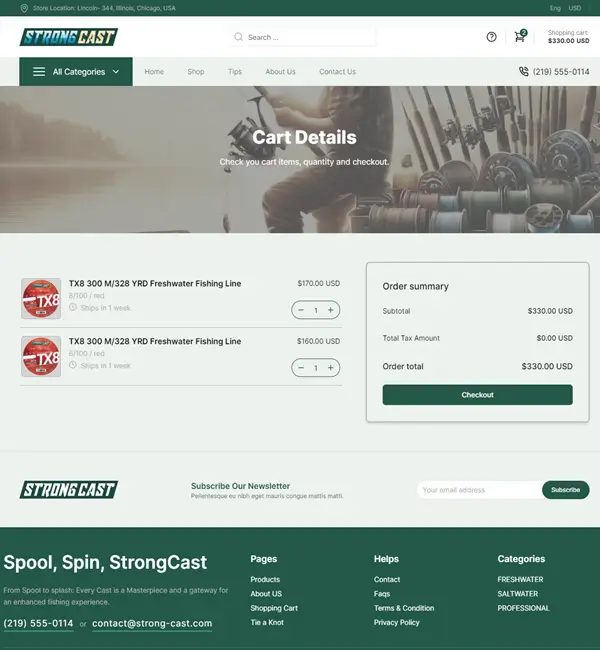 Store Location: Lincoln- 344, Illinois, Chicago, USA
Eng USD
STRONG CAST
Search ...
2
Shopping cart:
$330.00 USD
All Categories
Home Shop Tips About Us Contact Us
(219) 555-0114
Cart Details
Check you cart items, quantity and checkout.
TX8
TX8 300 M/328 YRD Freshwater Fishing Line
8/100 / red
Ships in 1 week
$170.00 USD
− 1 +
TX8
TX8 300 M/328 YRD Freshwater Fishing Line
6/100 / red
Ships in 1 week
$160.00 USD
− 1 +
Order summary
Subtotal $330.00 USD
Total Tax Amount $0.00 USD
Order total $330.00 USD
Checkout
STRONG CAST
Subscribe Our Newsletter
Pellentesque eu nibh eget mauris congue mattis matti.
Your email address
Subscribe
Spool, Spin, StrongCast
From Spool to splash: Every Cast is a Masterpiece and a gateway for
an enhanced fiishing experience.
(219) 555-0114 or contact@strong-cast.com
Pages
Products
About US
Shopping Cart
Tie a Knot
Helps
Contact
Faqs
Terms & Condition
Privacy Policy
Categories
FRESHWATER
SALTWATER
PROFESSIONAL